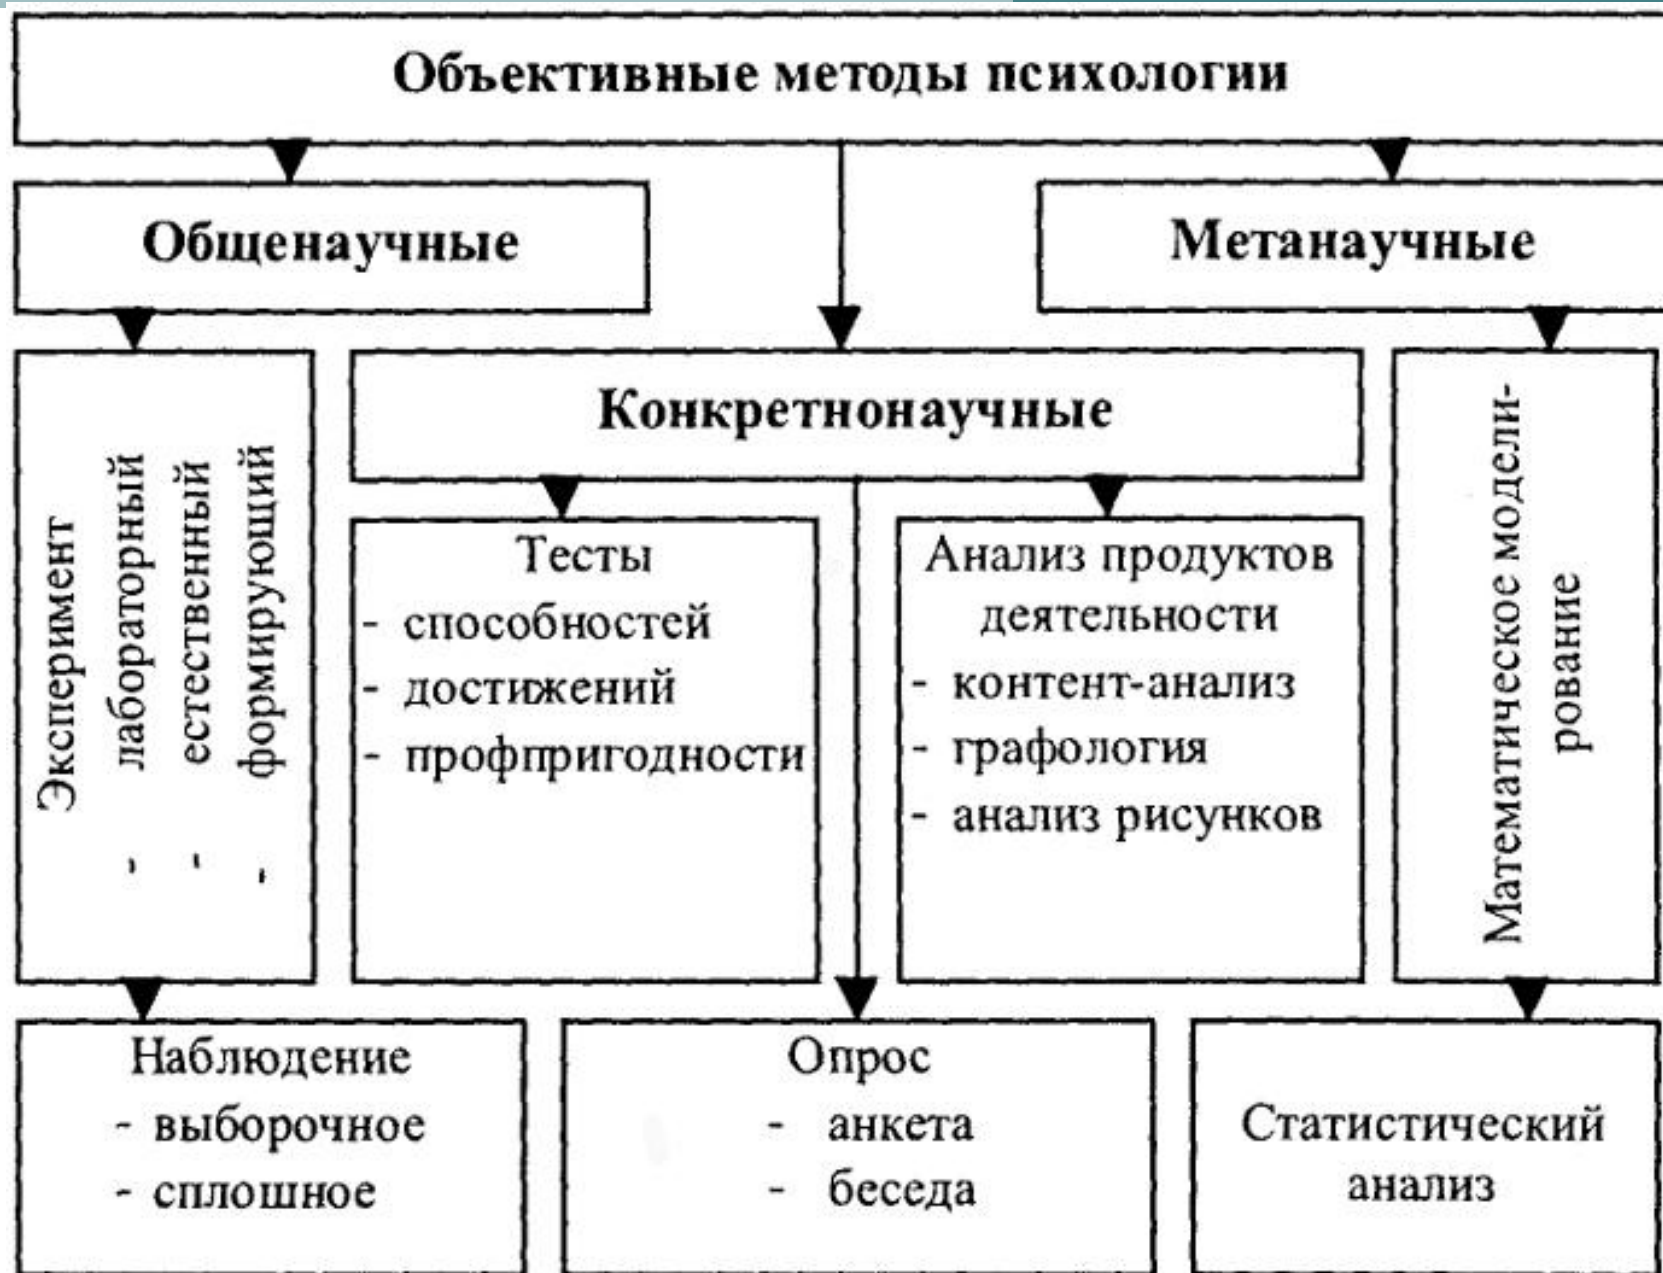 Объективные методы психологии
Общенаучные
Метанаучные
Конкретнонаучные
Эксперимент
- лабораторный
- естественный
- формирующий
Тесты
- способностей
- достижений
- профпригодности
Анализ продуктов
деятельности
- контент-анализ
- графология
- анализ рисунков
Математическое модели-
рование
Наблюдение
- выборочное
- сплошное
Опрос
- анкета
- беседа
Статистический
анализ